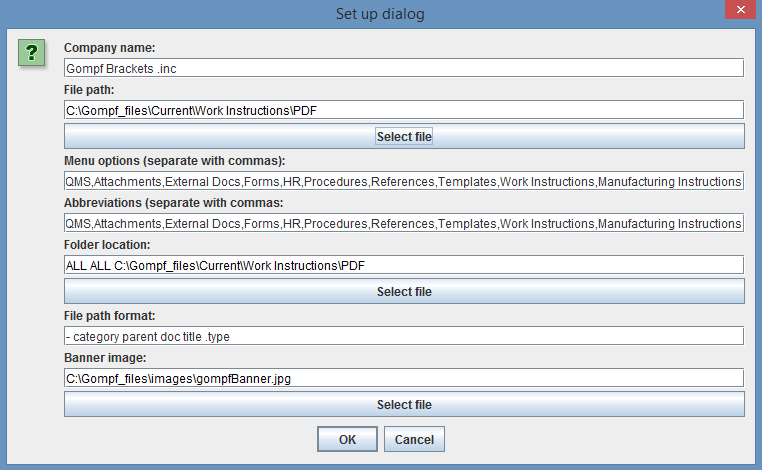 Set up dialog
?
Company name:
Gompf Brackets .inc
File path:
C:\Gompf_files\Current\Work Instructions\PDF
Select file
Menu options (separate with commas):
QMS,Attachments,External Docs,Forms,HR,Procedures,References,Templates,Work Instructions,Manufacturing Instructions
Abbreviations (separate with commas:
QMS,Attachments,External Docs,Forms,HR,Procedures,References,Templates,Work Instructions,Manufacturing Instructions
Folder location:
ALL ALL C:\Gompf_files\Current\Work Instructions\PDF
Select file
File path format:
- category parent doc title .type
Banner image:
C:\Gompf_files\images\gompfBanner.jpg
Select file
OK Cancel